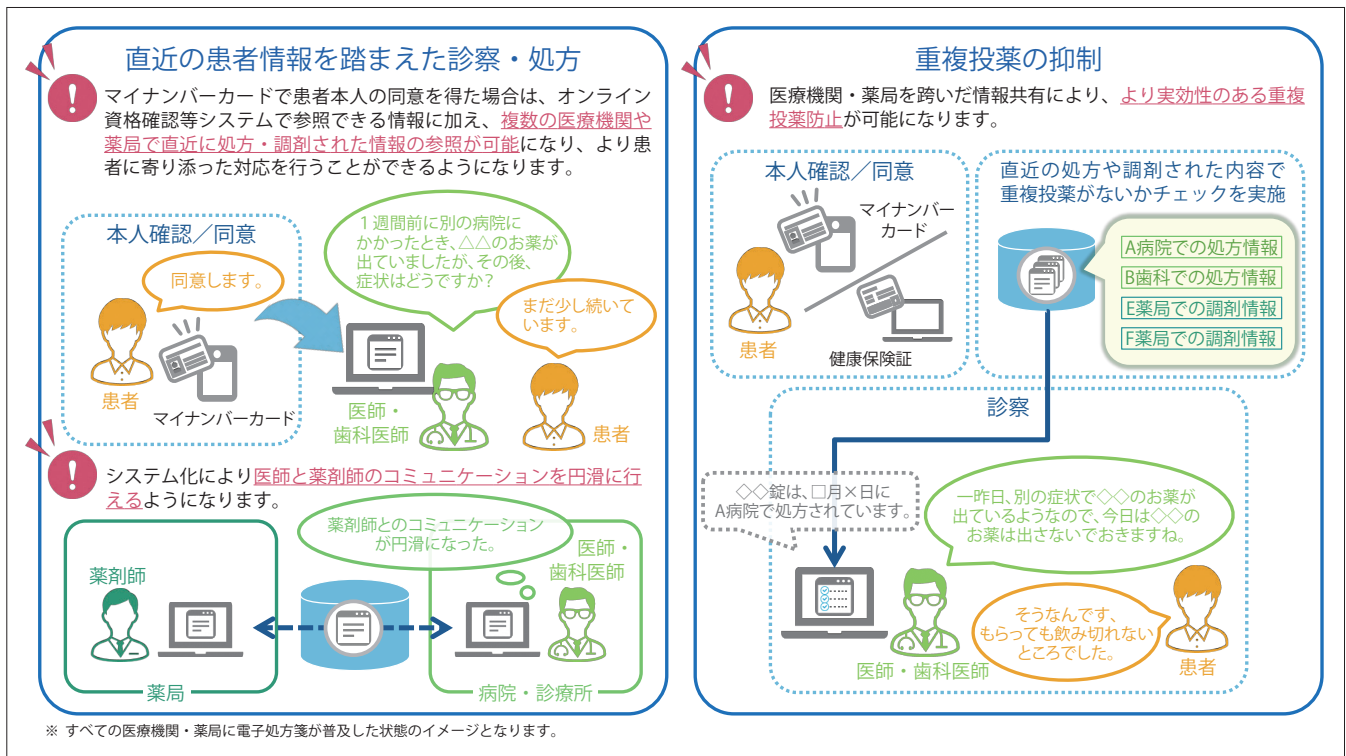 直近の患者情報を踏まえた診察・処方
マイナンバーカードで患者本人の同意を得た場合は、オンライン
資格確認等システムで参照できる情報に加え、複数の医療機関や
薬局で直近に処方・調剤された情報の参照が可能になり、より患
者に寄り添った対応を行うことができるようになります。
本人確認／同意
同意します。
患者
マイナンバーカード
1週間前に別の病院に
かかったとき、△△のお薬が
出ていましたが、その後、
症状はどうですか？
まだ少し続いて
います。
医師・
歯科医師
患者
システム化により医師と薬剤師のコミュニケーションを円滑に行
えるようになります。
薬剤師とのコミュニケーション
が円滑になった。
薬剤師
医師・
歯科医師
薬局
病院・診療所
重複投薬の抑制
医療機関・薬局を跨いだ情報共有により、より実効性のある重複
投薬防止が可能になります。
本人確認／同意
マイナンバー
カード
患者
健康保険証
直近の処方や調剤された内容で
重複投薬がないかチェックを実施
A病院での処方情報
B歯科での処方情報
E薬局での調剤情報
F薬局での調剤情報
診察
◇◇錠は、□月×日に
A病院で処方されています。
一昨日、別の症状で◇◇のお薬が
出ているようなので、今日は◇◇の
お薬は出さないでおきますね。
そうなんです、
もらっても飲み切れない
ところでした。
医師・歯科医師
患者
※ すべての医療機関・薬局に電子処方箋が普及した状態のイメージとなります。